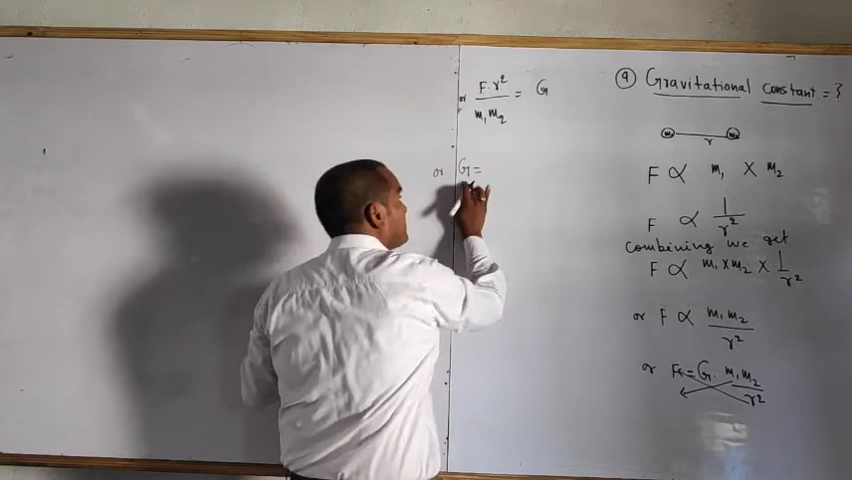 9 Gravitational constant = ?
m₁ m₂
r
F ∝ m₁ X m₂
F ∝ 1/r²
Combining we get
F ∝ m₁ X m₂ X 1/r²
or F ∝ m₁m₂/r²
or F = G. m₁m₂/r²
or F.r²/m₁m₂ = G
or G =